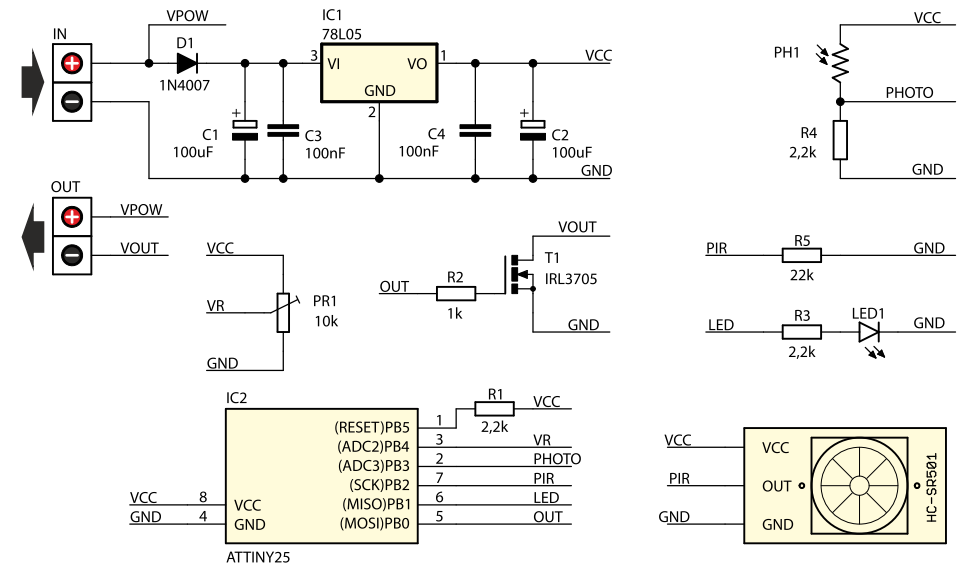 VPOW
IN
D1
1N4007
IC1
78L05
3
VI
VO
1
GND
2
VCC
+
C1
100uF
C3
100nF
C4
100nF
+
C2
100uF
GND
VCC
PH1
PHOTO
R4
2,2k
GND
OUT
VPOW
VOUT
VCC
VR
PR1
10k
GND
VOUT
T1
IRL3705
OUT
R2
1k
GND
PIR
R5
22k
GND
LED
R3
2,2k
LED1
GND
IC2
R1
2,2k
VCC
(RESET)PB5 1
(ADC2)PB4 3 VR
(ADC3)PB3 2 PHOTO
(SCK)PB2 7 PIR
VCC 8 VCC (MISO)PB1 6 LED
GND 4 GND (MOSI)PB0 5 OUT
ATTINY25
VCC VCC
PIR OUT
GND GND
HC-SR501